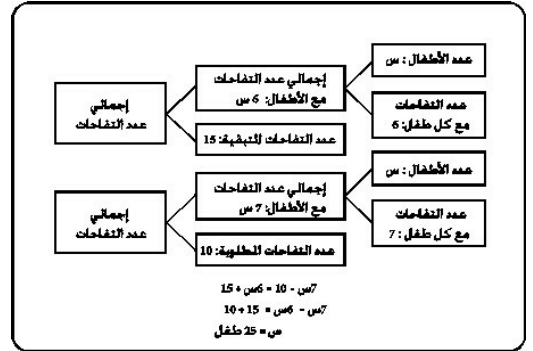 عدد الأطفال : س
إجمالي عدد التفاحات
مع الأطفال: 6 س
إجمالي
عدد التفاحات
عدد التفاحات
مع كل طفل: 6
عدد التفاحات المتبقية: 15
عدد الأطفال : س
إجمالي عدد التفاحات
مع الأطفال: 7 س
إجمالي
عدد التفاحات
عدد التفاحات
مع كل طفل : 7
عدد التفاحات المطلوبة: 10
7س - 10 = 6س + 15
7س - 6س = 15 + 10
س = 25 طفل